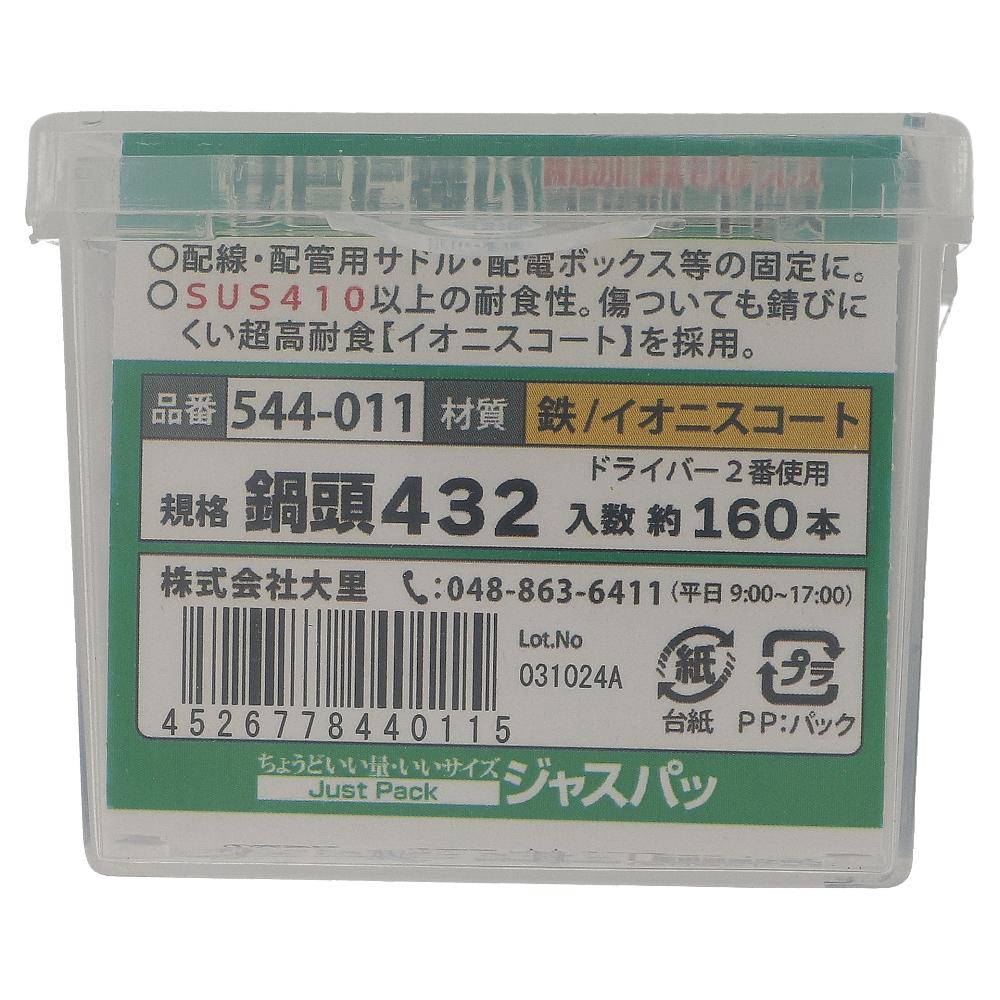 ○配線・配管用サドル・配電ボックス等の固定に。
○SUS410以上の耐食性。傷ついても錆びに
くい超高耐食【イオニスコート】を採用。
品番 544-011 材質 鉄/イオニスコート
ドライバー2番使用
規格 鍋頭432 入数 約160本
株式会社大里 :048-863-6411(平日 9:00~17:00)
Lot.No
031024A
紙
台紙
プラ
PP:パック
4526778440115
ちょうどいい量・いいサイズ
Just Pack
ジャスパッ